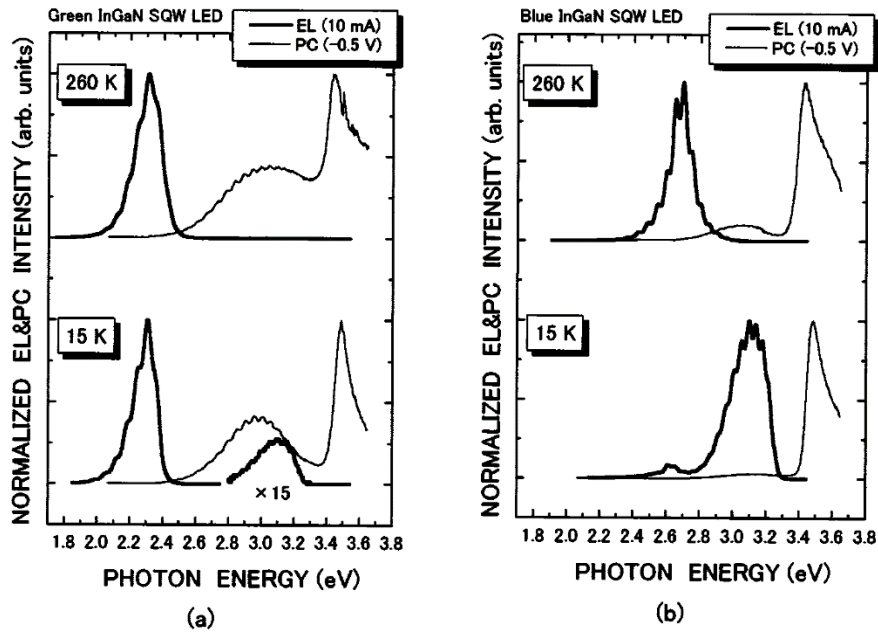 Green InGaN SQW LED
EL (10 mA)
PC (−0.5 V)
260 K
15 K
×15
NORMALIZED EL&PC INTENSITY (arb. units)
1.8 2.2 2.6 3.0 3.4 3.8
2.0 2.4 2.8 3.2 3.6
PHOTON ENERGY (eV)
(a)
Blue InGaN SQW LED
EL (10 mA)
PC (−0.5 V)
260 K
15 K
NORMALIZED EL&PC INTENSITY (arb. units)
1.8 2.2 2.6 3.0 3.4 3.8
2.0 2.4 2.8 3.2 3.6
PHOTON ENERGY (eV)
(b)